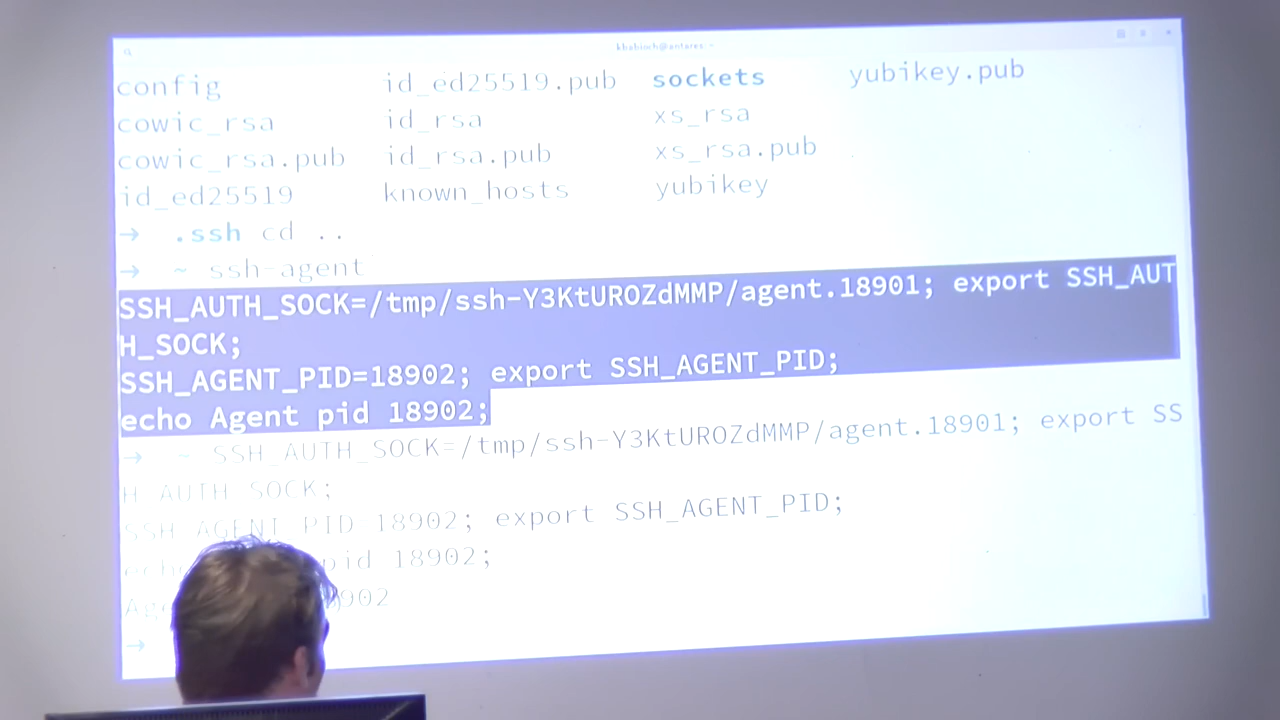 config id_ed25519.pub sockets yubikey.pub
cowic_rsa id_rsa xs_rsa
cowic_rsa.pub id_rsa.pub xs_rsa.pub
id_ed25519 known_hosts yubikey
→ .ssh cd ..
→ ~ ssh-agent
SSH_AUTH_SOCK=/tmp/ssh-Y3KtUROZdMMP/agent.18901; export SSH_AUT
H_SOCK;
SSH_AGENT_PID=18902; export SSH_AGENT_PID;
echo Agent pid 18902;
→ ~ SSH_AUTH_SOCK=/tmp/ssh-Y3KtUROZdMMP/agent.18901; export SS
H_AUTH_SOCK;
SSH_AGENT_PID=18902; export SSH_AGENT_PID;
pid 18902;
→